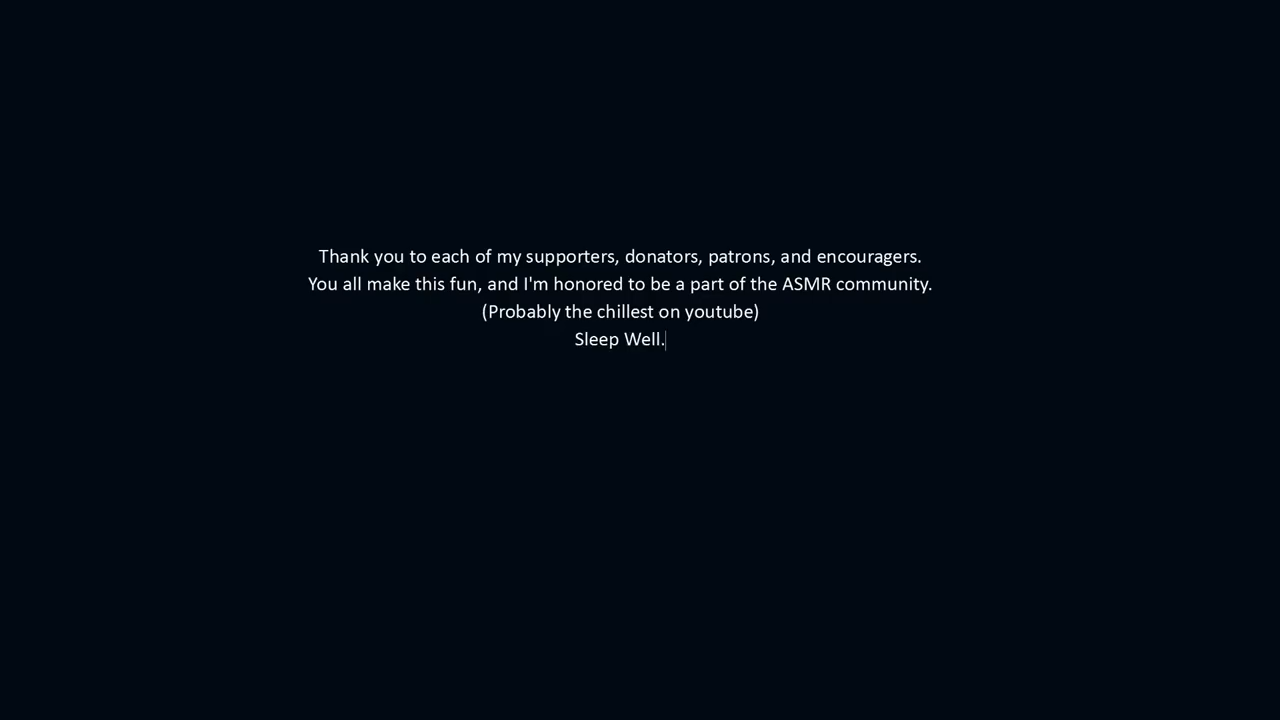 Thank you to each of my supporters, donators, patrons, and encouragers.
You all make this fun, and I'm honored to be a part of the ASMR community.
(Probably the chillest on youtube)
Sleep Well.